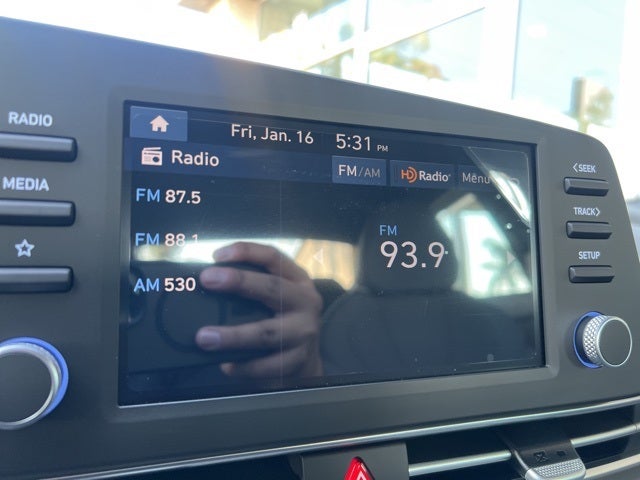 RADIO
MEDIA
Fri, Jan. 16 5:31 PM
Radio
FM/AM HD Radio Menu
FM 87.5
FM 88.1
AM 530
FM
93.9
<SEEK
TRACK>
SETUP